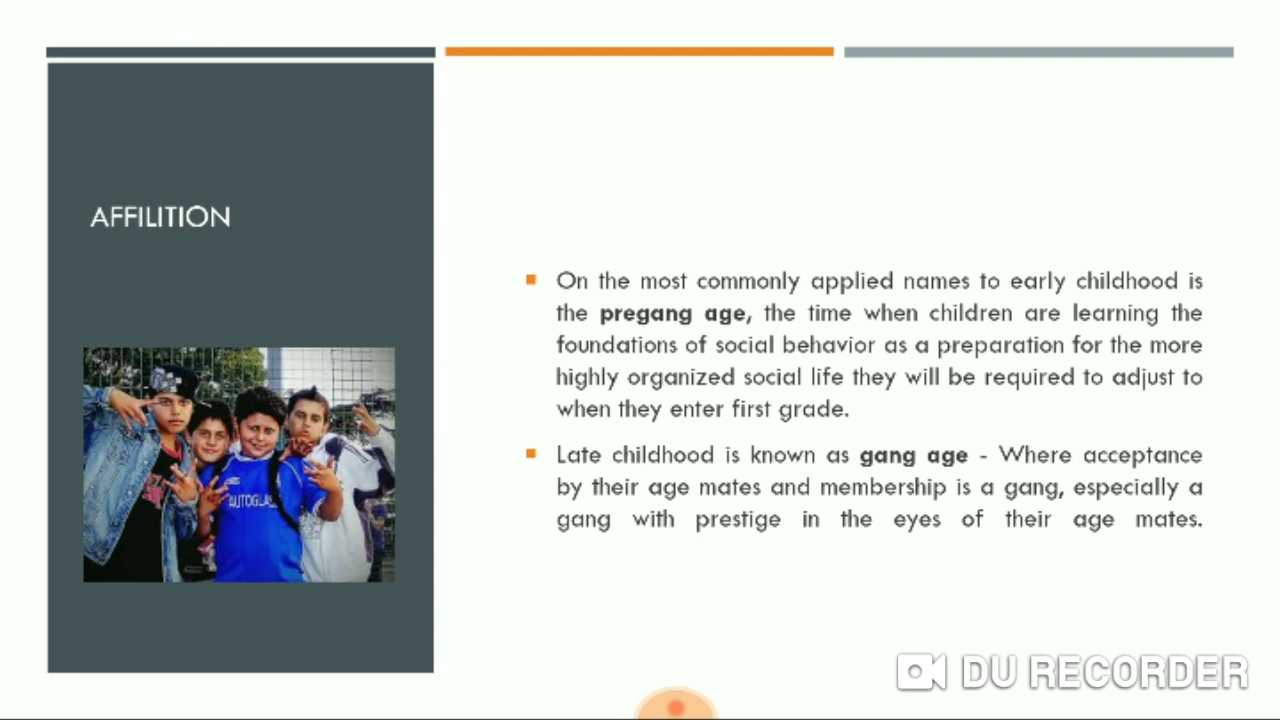 AFFILITION
On the most commonly applied names to early childhood is
the pregang age, the time when children are learning the
foundations of social behavior as a preparation for the more
highly organized social life they will be required to adjust to
when they enter first grade.
Late childhood is known as gang age - Where acceptance
by their age mates and membership is a gang, especially a
gang with prestige in the eyes of their age mates.
AUTOGLA
DU RECORDER